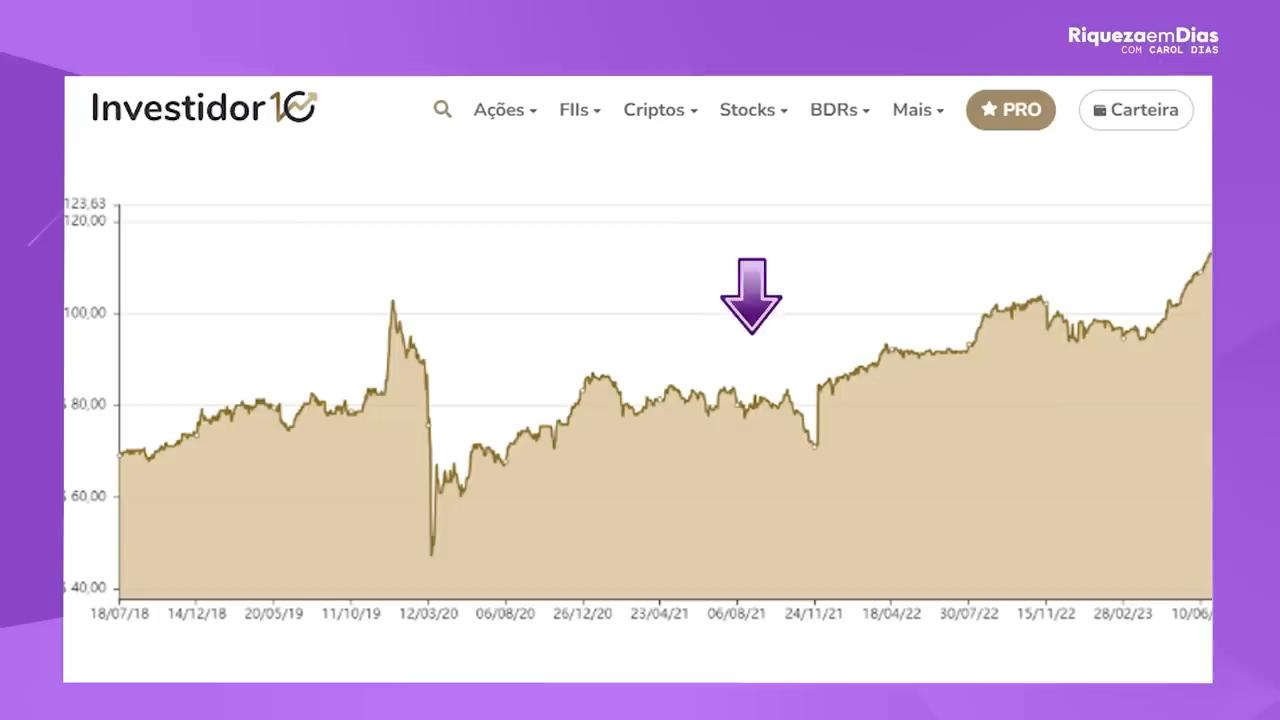 RiquezaemDias
COM CAROL DIAS
Investidor 10
Ações
FIIs
Criptos
Stocks
BDRs
Mais
PRO
Carteira
123,63
120,00
100,00
80,00
60,00
40,00
18/07/18 14/12/18 20/05/19 11/10/19 12/03/20 06/08/20 26/12/20 23/04/21 06/08/21 24/11/21 18/04/22 30/07/22 15/11/22 28/02/23 10/06/